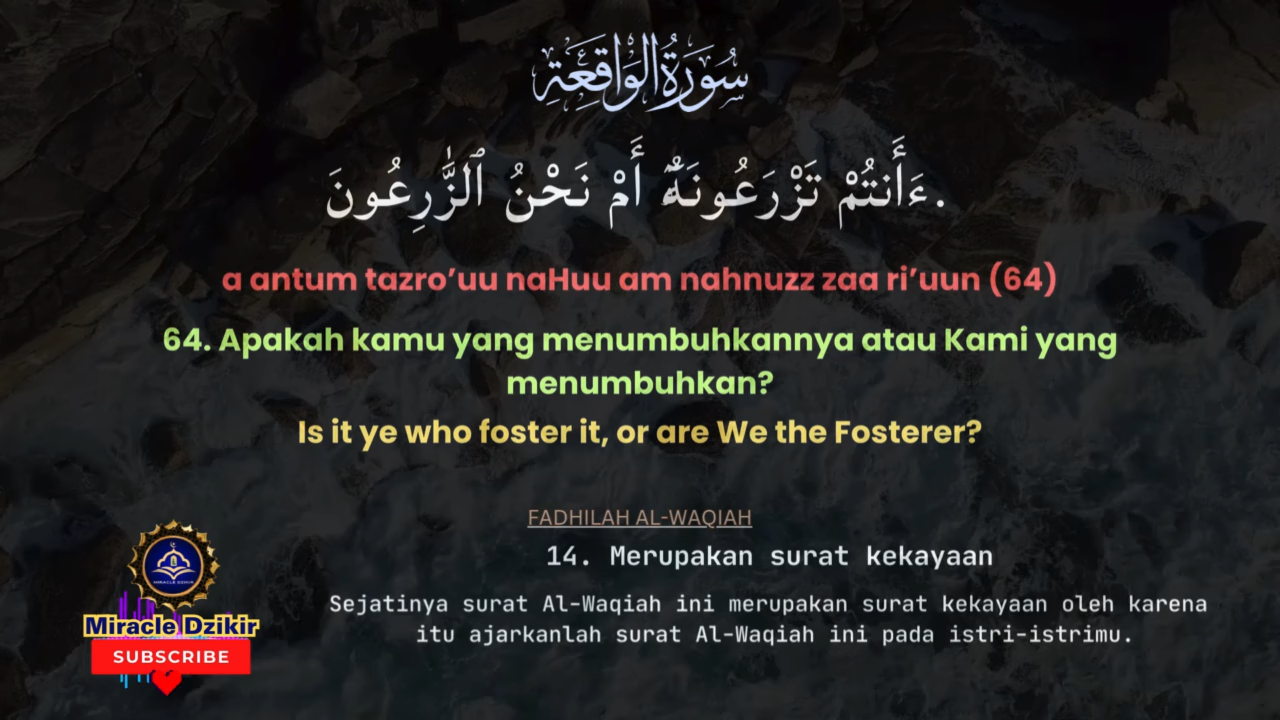 سُورَةُ الْوَاقِعَةِ
.ءَأَنتُمْ تَزْرَعُونَهُۥٓ أَمْ نَحْنُ ٱلزَّٰرِعُونَ
a antum tazro’uu naHuu am nahnuzz zaa ri’uun (64)
64. Apakah kamu yang menumbuhkannya atau Kami yang
menumbuhkan?
Is it ye who foster it, or are We the Fosterer?
FADHILAH AL-WAQIAH
14. Merupakan surat kekayaan
Sejatinya surat Al-Waqiah ini merupakan surat kekayaan oleh karena
itu ajarkanlah surat Al-Waqiah ini pada istri-istrimu.
MIRACLE DZIKIR
Miracle Dzikir
SUBSCRIBE